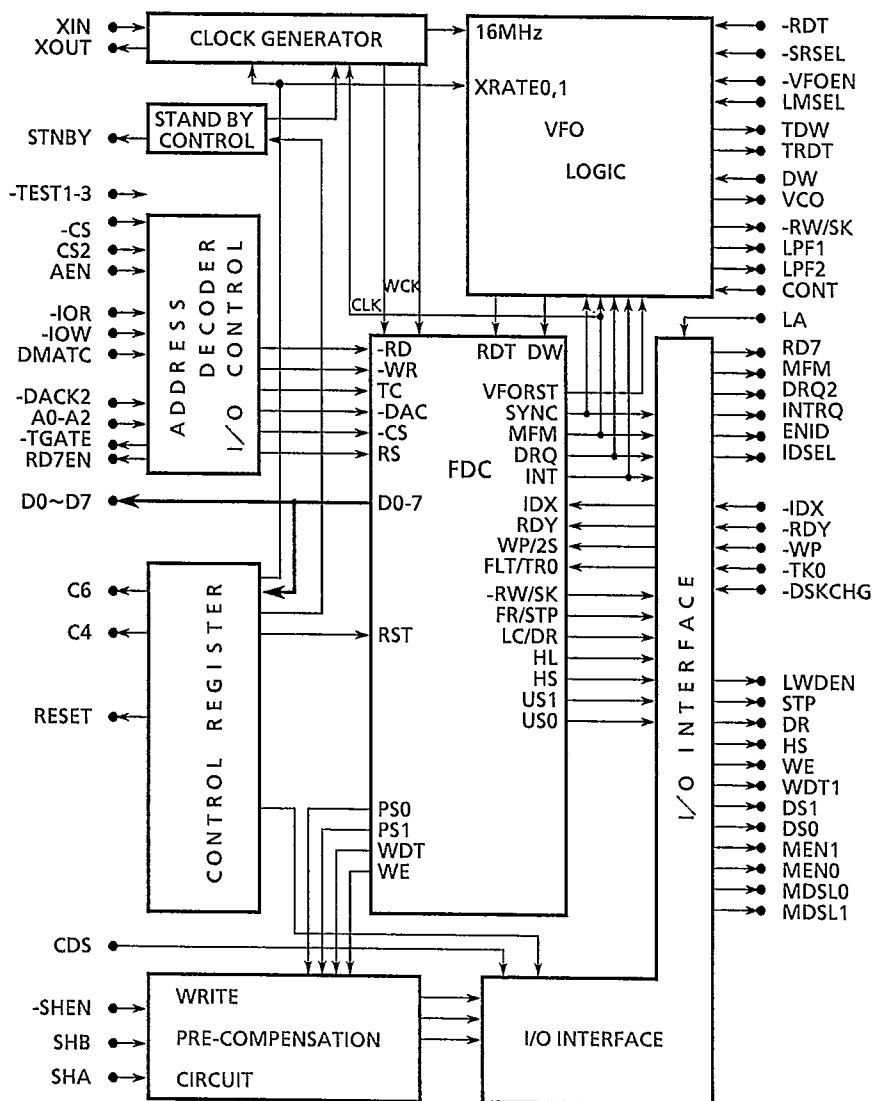 XIN
XOUT
CLOCK GENERATOR
16MHz
XRATE0,1
VFO
LOGIC
-RDT
-SRSEL
-VFOEN
LMSEL
TDW
TRDT
DW
VCO
-RW/SK
LPF1
LPF2
CONT
STNBY
STAND BY
CONTROL
-TEST1-3
-CS
CS2
AEN
-IOR
-IOW
DMATC
-DACK2
A0-A2
-TGATE
RD7EN
ADDRESS
DECODER
I/O CONTROL
CLK
WCK
-RD
-WR
TC
-DAC
-CS
RS
D0-7
RST
PS0
PS1
WDT
WE
FDC
RDT DW
VFORST
SYNC
MFM
DRQ
INT
IDX
RDY
WP/2S
FLT/TR0
-RW/SK
FR/STP
LC/DR
HL
HS
US1
US0
LA
RD7
MFM
DRQ2
INTRQ
ENID
IDSEL
-IDX
-RDY
-WP
-TK0
-DSKCHG
I/O INTERFACE
LWDEN
STP
DR
HS
WE
WDT1
DS1
DS0
MEN1
MEN0
MDSL0
MDSL1
D0~D7
C6
C4
RESET
CONTROL REGISTER
CDS
-SHEN
SHB
SHA
WRITE
PRE-COMPENSATION
CIRCUIT
I/O INTERFACE